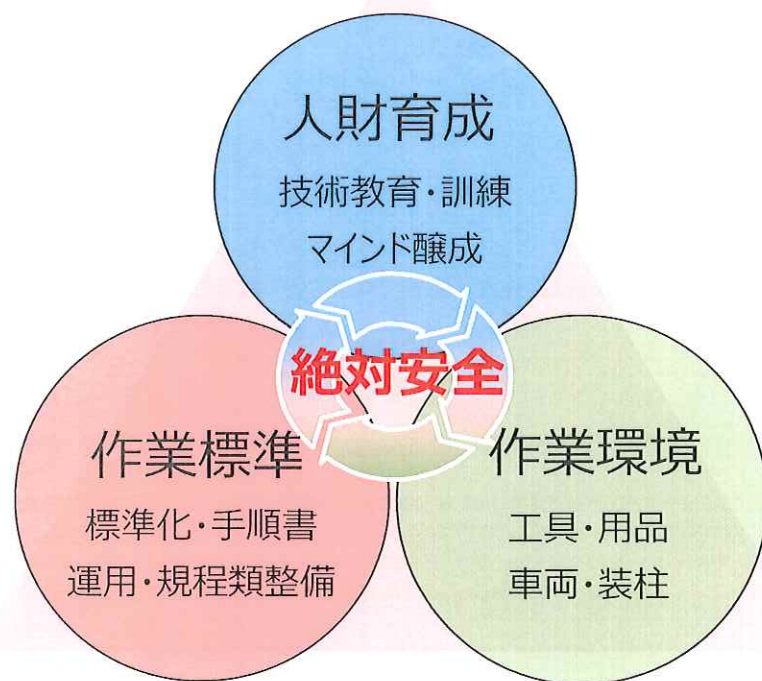 人財育成
技術教育・訓練
マインド醸成
絶対安全
作業標準
標準化・手順書
運用・規程類整備
作業環境
工具・用品
車両・装柱